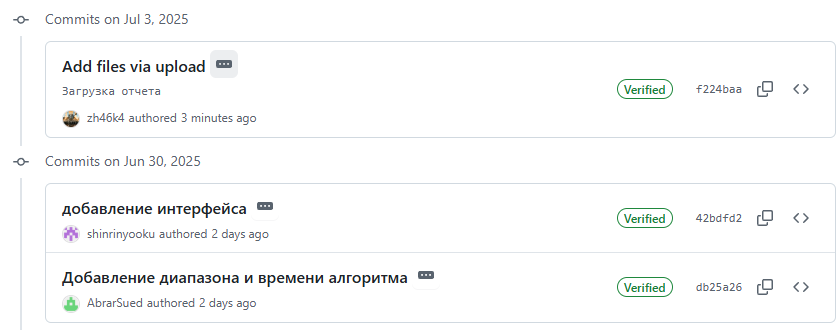 Commits on Jul 3, 2025
Add files via upload
Загрузка отчета
zh46k4 authored 3 minutes ago
Verified
f224baa
Commits on Jun 30, 2025
добавление интерфейса
shinrinyooku authored 2 days ago
Verified
42bdfd2
Добавление диапазона и времени алгоритма
AbrarSued authored 2 days ago
Verified
db25a26